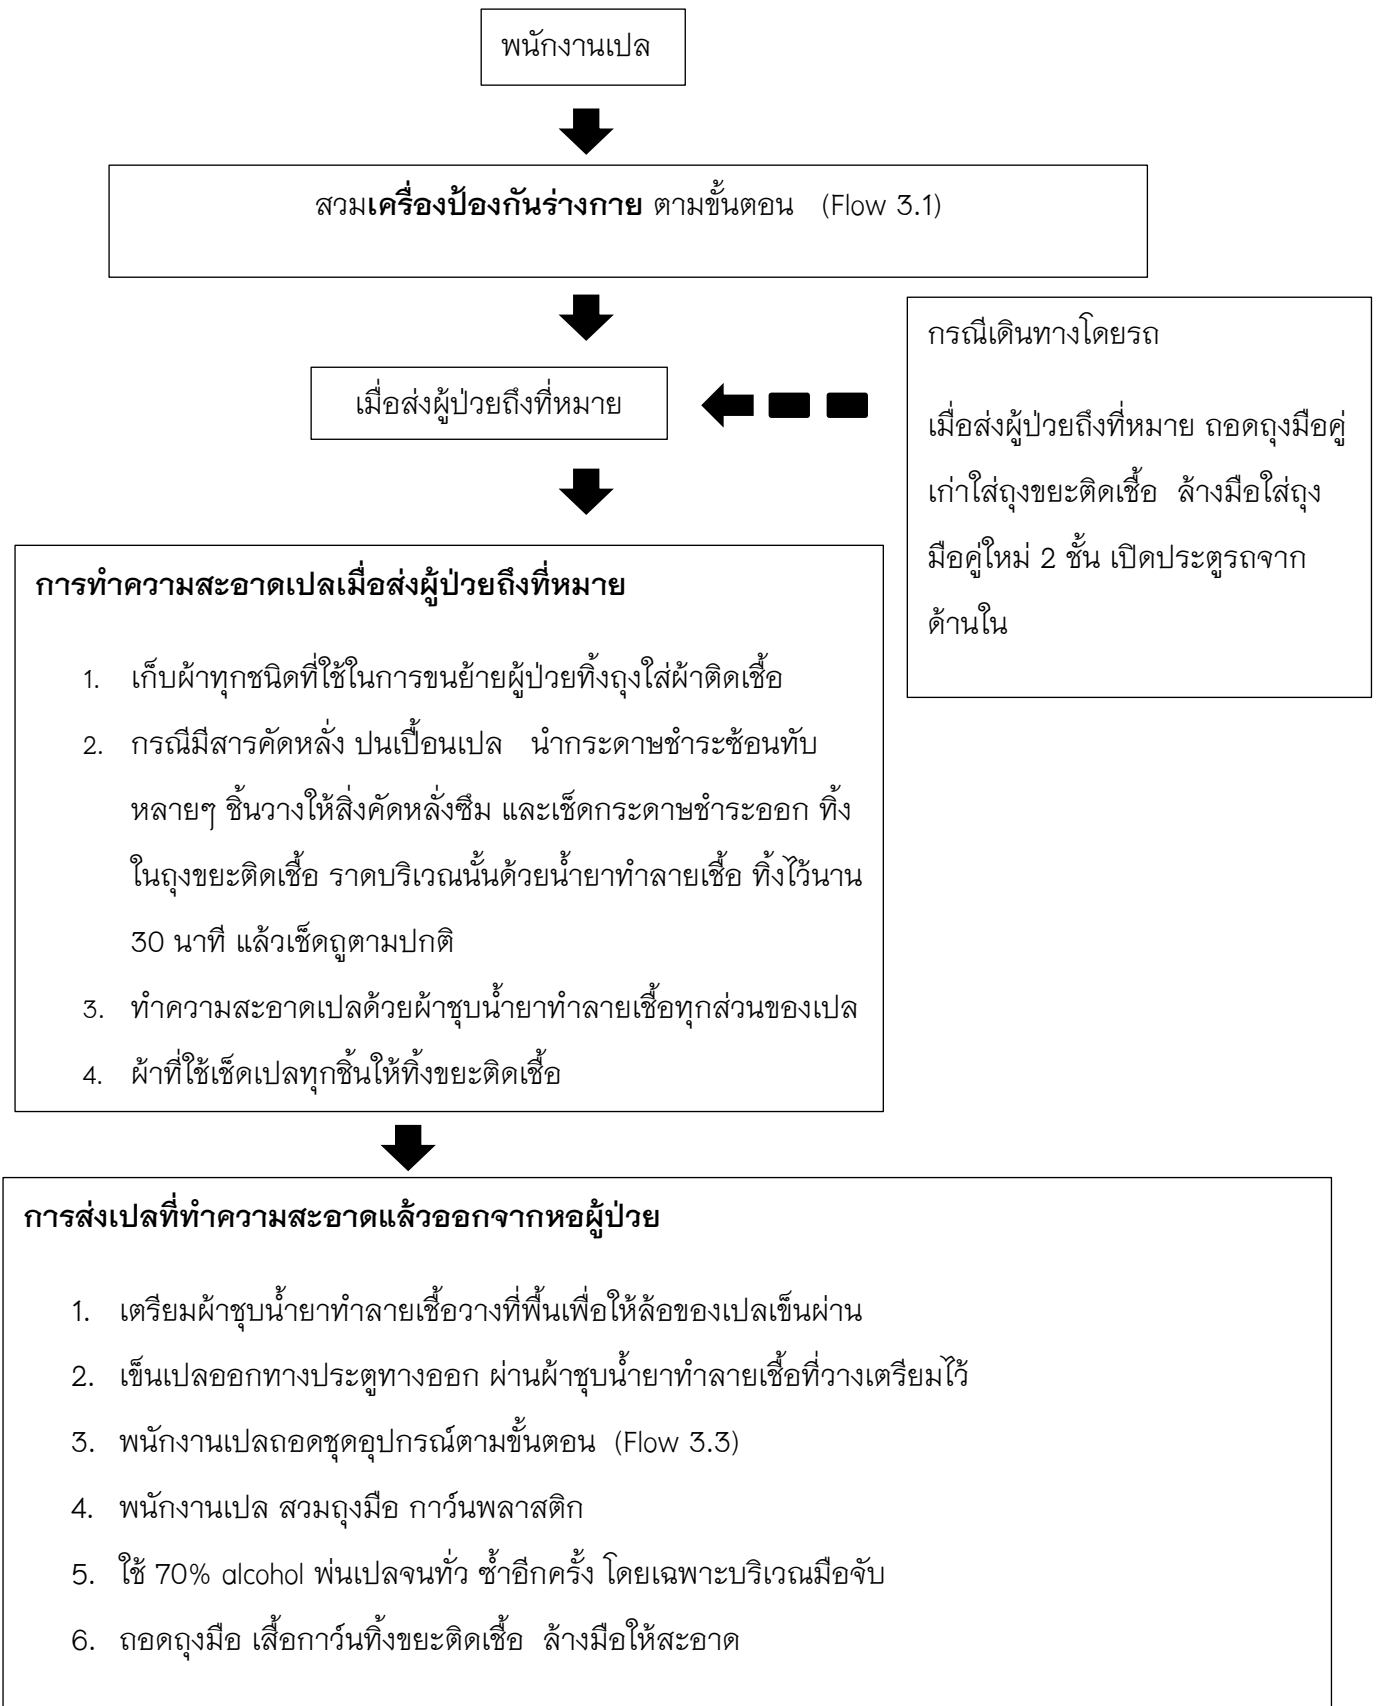 พนักงานเปล
สวมเครื่องป้องกันร่างกาย ตามขั้นตอน (Flow 3.1)
เมื่อส่งผู้ป่วยถึงที่หมาย
กรณีเดินทางโดยรถ
เมื่อส่งผู้ป่วยถึงที่หมาย ถอดถุงมือคู่
เก่าใส่ถุงขยะติดเชื้อ ล้างมือใส่ถุง
มือคู่ใหม่ 2 ชั้น เปิดประตูรถจาก
ด้านใน
การทำความสะอาดเปลเมื่อส่งผู้ป่วยถึงที่หมาย
1. เก็บผ้าทุกชนิดที่ใช้ในการขนย้ายผู้ป่วยทิ้งถุงใส่ผ้าติดเชื้อ
2. กรณีมีสารคัดหลั่ง ปนเปื้อนเปล นำกระดาษชำระซ้อนทับ
หลายๆ ชิ้นวางให้สิ่งคัดหลั่งซึม และเช็ดกระดาษชำระออก ทิ้ง
ในถุงขยะติดเชื้อ ราดบริเวณนั้นด้วยน้ำยาทำลายเชื้อ ทิ้งไว้นาน
30 นาที แล้วเช็ดถูตามปกติ
3. ทำความสะอาดเปลด้วยผ้าชุบน้ำยาทำลายเชื้อทุกส่วนของเปล
4. ผ้าที่ใช้เช็ดเปลทุกชิ้นให้ทิ้งขยะติดเชื้อ
การส่งเปลที่ทำความสะอาดแล้วออกจากหอผู้ป่วย
1. เตรียมผ้าชุบน้ำยาทำลายเชื้อวางที่พื้นเพื่อให้ล้อของเปลเข็นผ่าน
2. เข็นเปลออกทางประตูทางออก ผ่านผ้าชุบน้ำยาทำลายเชื้อที่วางเตรียมไว้
3. พนักงานเปลถอดชุดอุปกรณ์ตามขั้นตอน (Flow 3.3)
4. พนักงานเปล สวมถุงมือ กาว์นพลาสติก
5. ใช้ 70% alcohol พ่นเปลจนทั่ว ซ้ำอีกครั้ง โดยเฉพาะบริเวณมือจับ
6. ถอดถุงมือ เสื้อกาว์นทิ้งขยะติดเชื้อ ล้างมือให้สะอาด